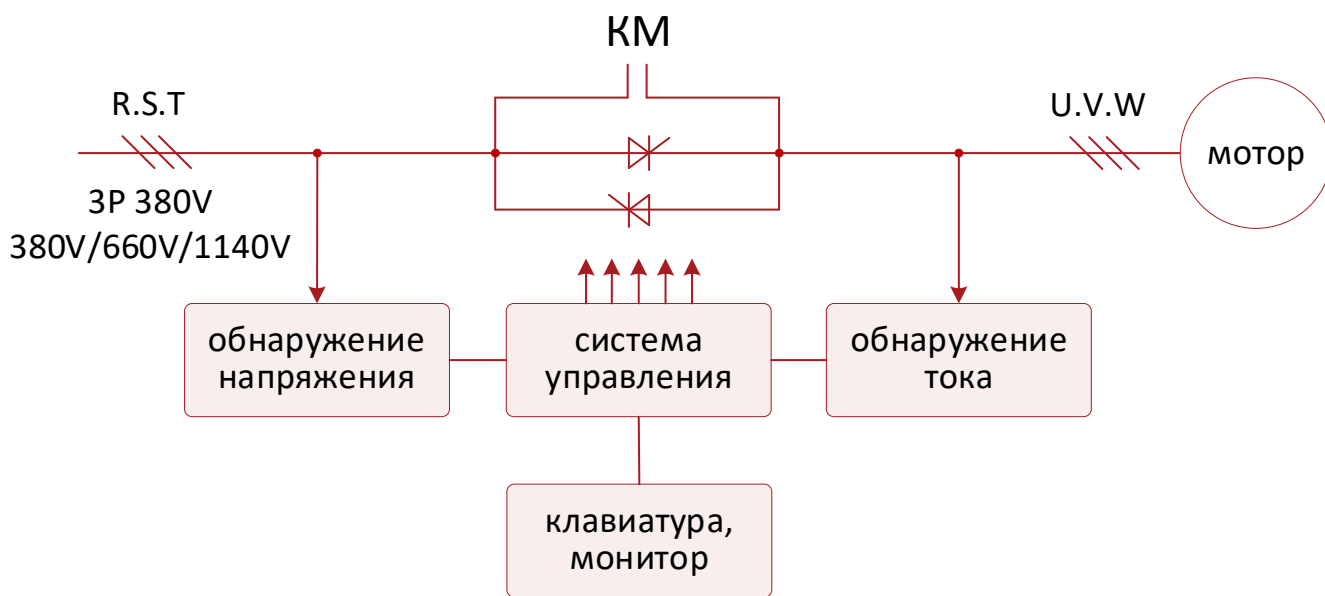 КМ
R.S.T
U.V.W
мотор
3P 380V
380V/660V/1140V
обнаружение
напряжения
система
управления
обнаружение
тока
клавиатура,
монитор